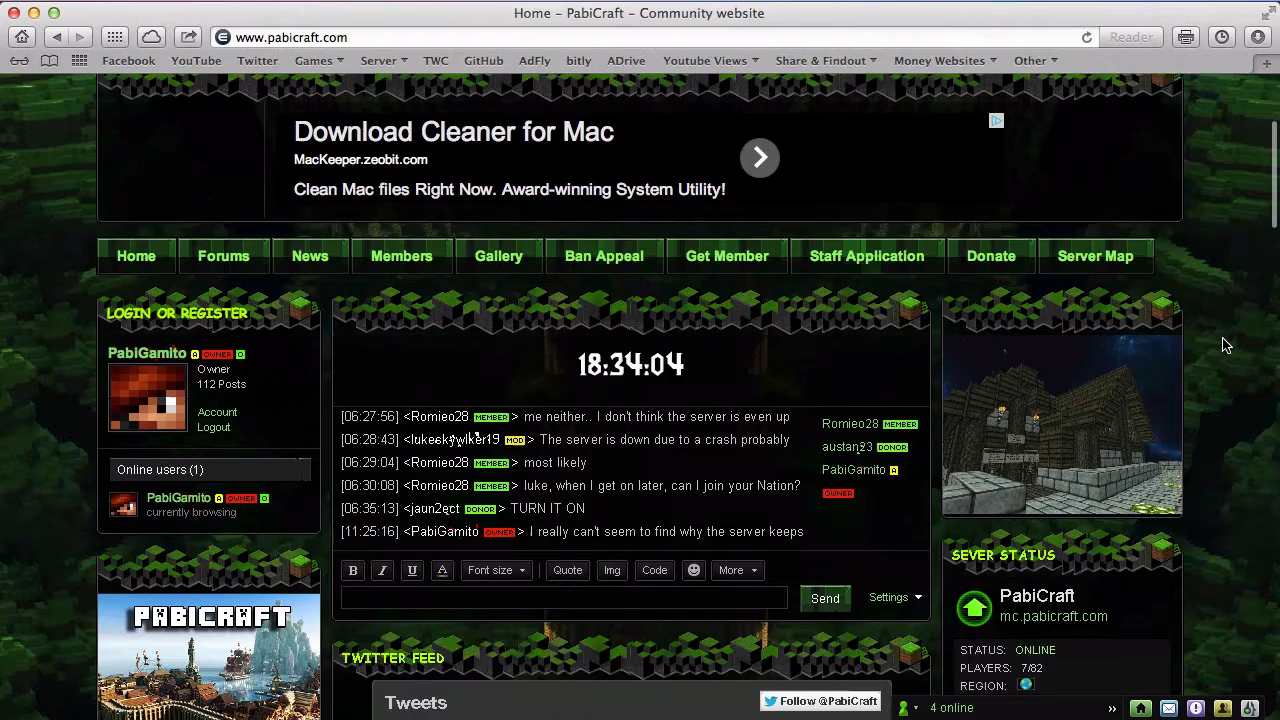 Home – PabiCraft – Community website
www.pabicraft.com
Reader
Facebook YouTube Twitter Games Server TWC GitHub AdFly bitly ADrive Youtube Views Share & Findout Money Websites Other
Download Cleaner for Mac
MacKeeper.zeobit.com
Clean Mac files Right Now. Award-winning System Utility!
Home Forums News Members Gallery Ban Appeal Get Member Staff Application Donate Server Map
LOGIN OR REGISTER
PabiGamito A OWNER O
Owner
112 Posts
Account
Logout
Online users (1)
PabiGamito A OWNER O
currently browsing
PABICRAFT
18:34:04
[06:27:56] <Romieo28 MEMBER > me neither.. I don't think the server is even up
[06:28:43] < MOD > The server is down due to a crash probably
[06:29:04] <Romieo28 MEMBER > most likely
[06:30:08] <Romieo28 MEMBER > luke, when I get on later, can I join your Nation?
[06:35:13] < DONOR > TURN IT ON
[11:25:16] <PabiGamito OWNER > I really can't seem to find why the server keeps
Romieo28 MEMBER
DONOR
PabiGamito A
OWNER
B I U A Font size Quote Img Code More
Send Settings
TWITTER FEED
Tweets
Follow @PabiCraft
SEVER STATUS
PabiCraft
mc.pabicraft.com
STATUS: ONLINE
PLAYERS: 7/82
REGION:
4 online »